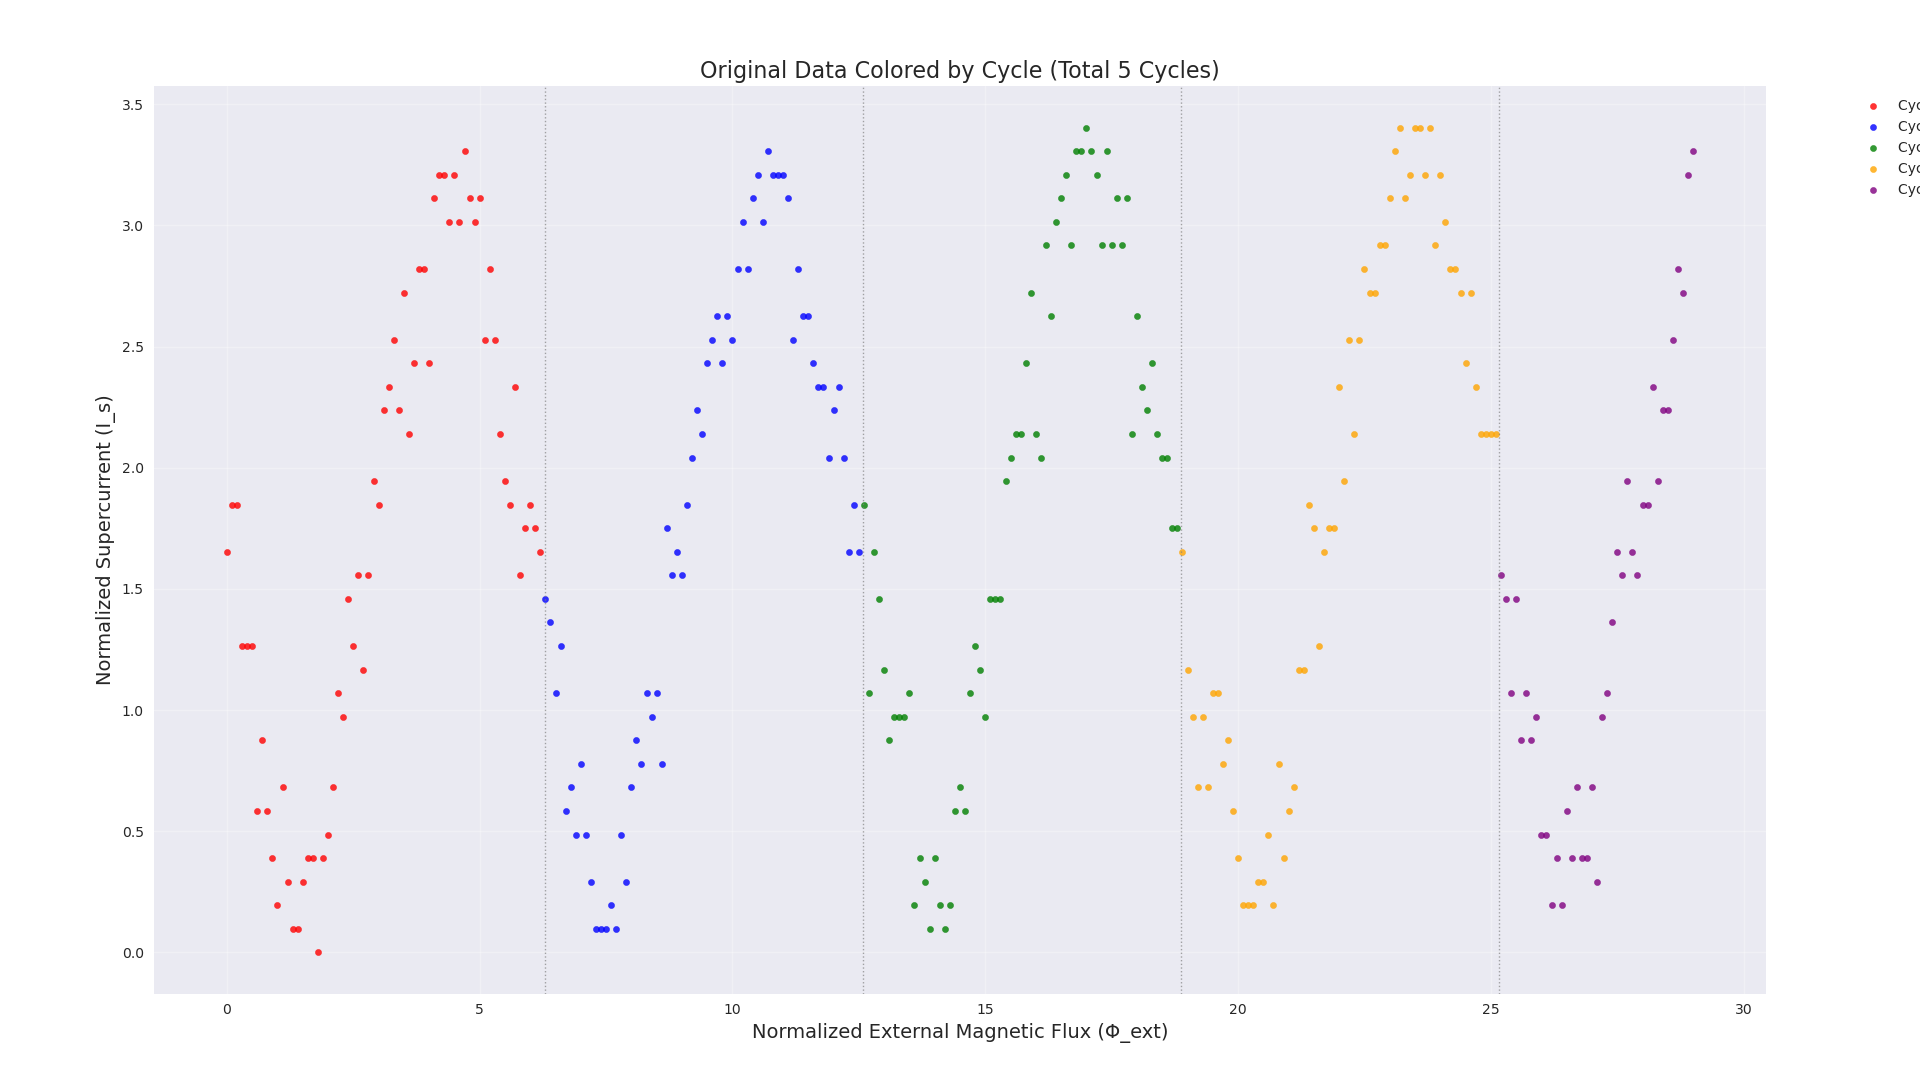 Original Data Colored by Cycle (Total 5 Cycles)
3.5
3.0
2.5
2.0
1.5
1.0
0.5
0.0
Normalized Supercurrent (I_s)
0 5 10 15 20 25 30
Normalized External Magnetic Flux (Φ_ext)
Cyc
Cyc
Cyc
Cyc
Cyc